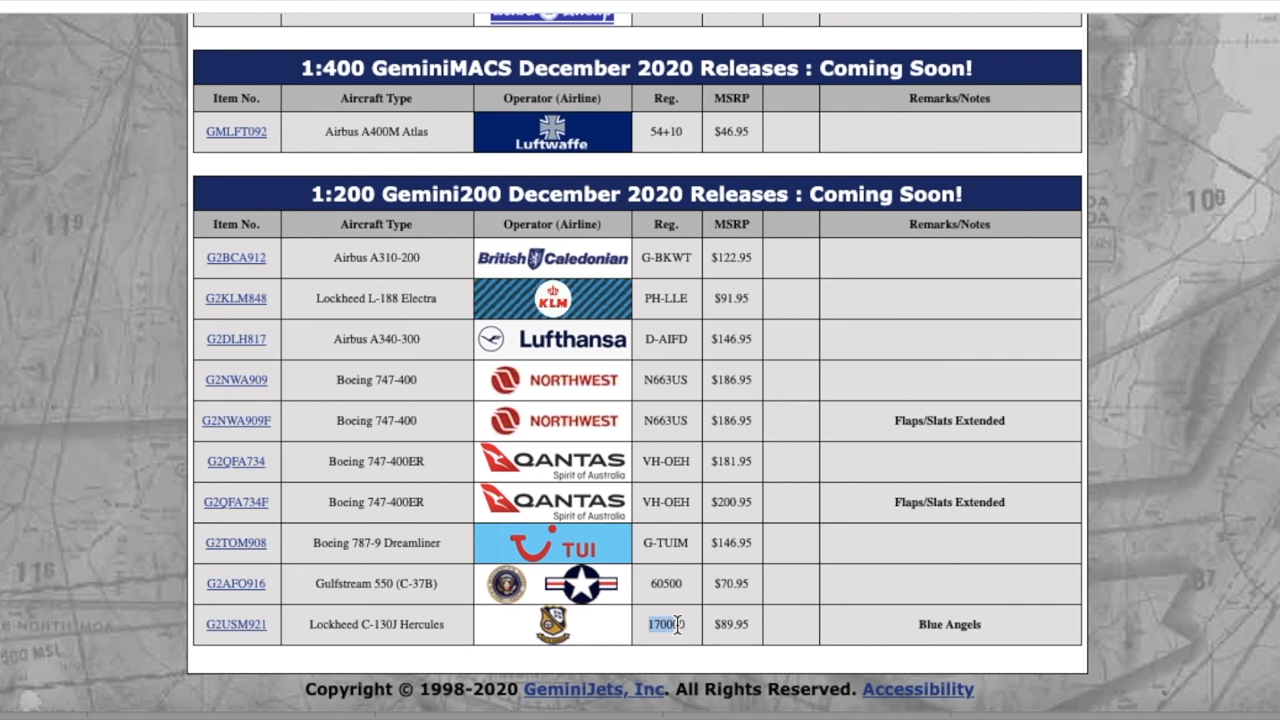 1:400 GeminiMACS December 2020 Releases : Coming Soon!
Item No. Aircraft Type Operator (Airline) Reg. MSRP Remarks/Notes
GMLFT092 Airbus A400M Atlas Luftwaffe 54+10 $46.95
1:200 Gemini200 December 2020 Releases : Coming Soon!
Item No. Aircraft Type Operator (Airline) Reg. MSRP Remarks/Notes
G2BCA912 Airbus A310-200 British Caledonian G-BKWT $122.95
G2KLM848 Lockheed L-188 Electra KLM PH-LLE $91.95
G2DLH817 Airbus A340-300 Lufthansa D-AIFD $146.95
G2NWA909 Boeing 747-400 NORTHWEST N663US $186.95
G2NWA909F Boeing 747-400 NORTHWEST N663US $186.95 Flaps/Slats Extended
G2QFA734 Boeing 747-400ER QANTAS Spirit of Australia VH-OEH $181.95
G2QFA734F Boeing 747-400ER QANTAS Spirit of Australia VH-OEH $200.95 Flaps/Slats Extended
G2TOM908 Boeing 787-9 Dreamliner TUI G-TUIM $146.95
G2AFO916 Gulfstream 550 (C-37B) 60500 $70.95
G2USM921 Lockheed C-130J Hercules 170000 $89.95 Blue Angels
Copyright © 1998-2020 GeminiJets, Inc. All Rights Reserved. Accessibility
119
116
100
87
500 MSL